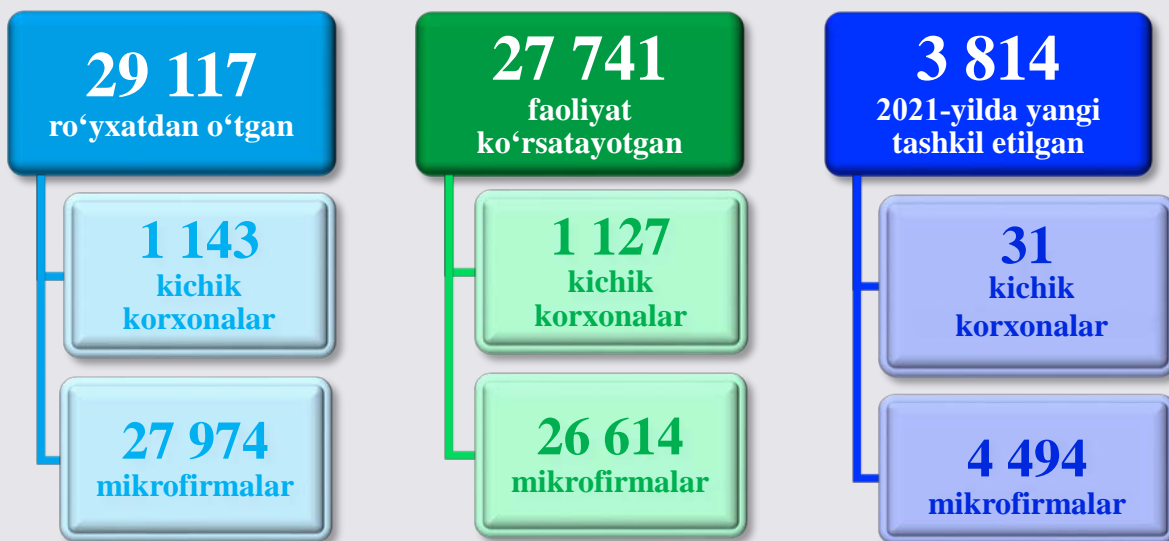 29 117
ro‘yxatdan o‘tgan
1 143
kichik
korxonalar
27 974
mikrofirmalar
27 741
faoliyat
ko‘rsatayotgan
1 127
kichik
korxonalar
26 614
mikrofirmalar
3 814
2021-yilda yangi
tashkil etilgan
31
kichik
korxonalar
4 494
mikrofirmalar